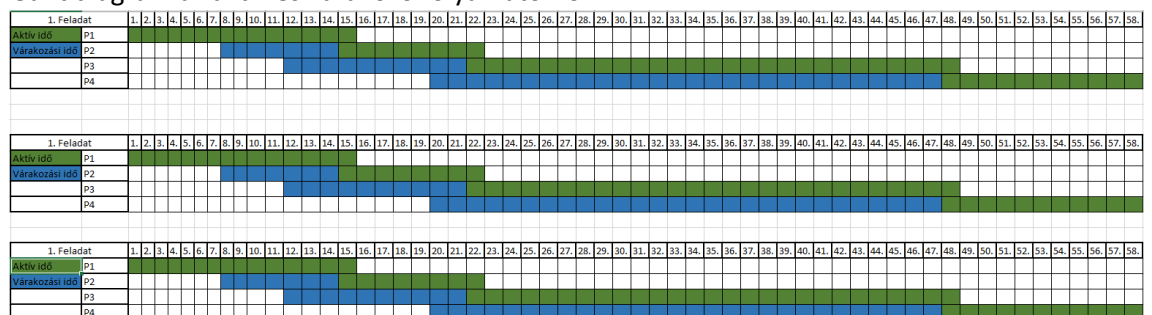 1. Feladat 1. 2. 3. 4. 5. 6. 7. 8. 9. 10. 11. 12. 13. 14. 15. 16. 17. 18. 19. 20. 21. 22. 23. 24. 25. 26. 27. 28. 29. 30. 31. 32. 33. 34. 35. 36. 37. 38. 39. 40. 41. 42. 43. 44. 45. 46. 47. 48. 49. 50. 51. 52. 53. 54. 55. 56. 57. 58.
Aktív idő P1
Várakozási idő P2
P3
P4
1. Feladat 1. 2. 3. 4. 5. 6. 7. 8. 9. 10. 11. 12. 13. 14. 15. 16. 17. 18. 19. 20. 21. 22. 23. 24. 25. 26. 27. 28. 29. 30. 31. 32. 33. 34. 35. 36. 37. 38. 39. 40. 41. 42. 43. 44. 45. 46. 47. 48. 49. 50. 51. 52. 53. 54. 55. 56. 57. 58.
Aktív idő P1
Várakozási idő P2
P3
P4
1. Feladat 1. 2. 3. 4. 5. 6. 7. 8. 9. 10. 11. 12. 13. 14. 15. 16. 17. 18. 19. 20. 21. 22. 23. 24. 25. 26. 27. 28. 29. 30. 31. 32. 33. 34. 35. 36. 37. 38. 39. 40. 41. 42. 43. 44. 45. 46. 47. 48. 49. 50. 51. 52. 53. 54. 55. 56. 57. 58.
Aktív idő P1
Várakozási idő P2
P3
P4